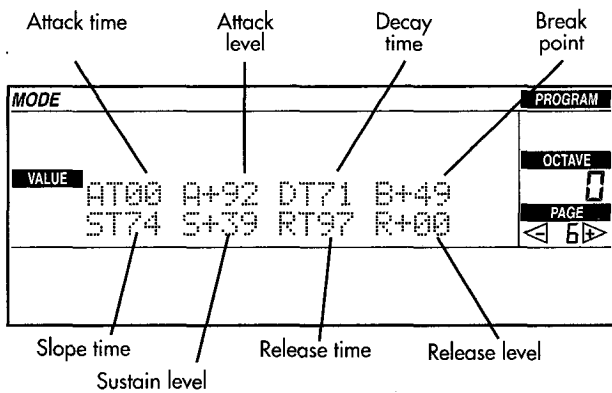 Attack time
Attack level
Decay time
Break point
MODE
PROGRAM
OCTAVE
0
VALUE
AT00 A+92 DT71 B+49
ST74 S+39 RT97 R+00
PAGE
- 6 +
Slope time
Sustain level
Release time
Release level